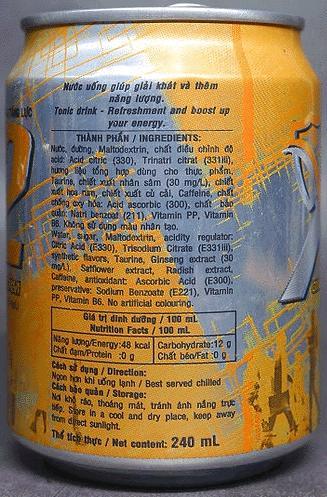 Nước uống giúp giải khát và thêm
năng lượng.
Tonic drink - Refreshment and boost up
your energy.
THÀNH PHẦN / INGREDIENTS:
Nước, đường, Maltodextrin, chất điều chỉnh độ
acid: Acid citric (330), Trinatri citrat (331iii),
hương liệu tổng hợp dùng cho thực phẩm,
Taurine, chiết xuất nhân sâm (30 mg/L), chiết
xuất hoa rum, chiết xuất củ cải, Caffeine, chất
chống oxy hóa: Acid ascorbic (300), chất bảo
quản: Natri benzoat (211), Vitamin PP, Vitamin
B6. Không sử dụng màu nhân tạo.
Water, sugar, Maltodextrin, acidity regulator:
Citric Acid (E330), Trisodium Citrate (E331iii),
synthetic flavors, Taurine, Ginseng extract (30
mg/L), Safflower extract, Radish extract,
Caffeine, antioxidant: Ascorbic Acid (E300),
preservative: Sodium Benzoate (E221), Vitamin
PP, Vitamin B6. No artificial colouring.
Giá trị dinh dưỡng / 100 mL
Nutrition Facts / 100 mL
Năng lượng/Energy:48 kcal Carbohydrate:12 g
Chất đạm/Protein :0 g Chất béo/Fat :0 g
Cách sử dụng / Direction:
Ngon hơn khi uống lạnh / Best served chilled
Cách bảo quản / Storage:
Nơi khô ráo, thoáng mát, tránh ánh nắng trực
tiếp. Store in a cool and dry place, keep away
from direct sunlight.
Thể tích thực / Net content: 240 mL